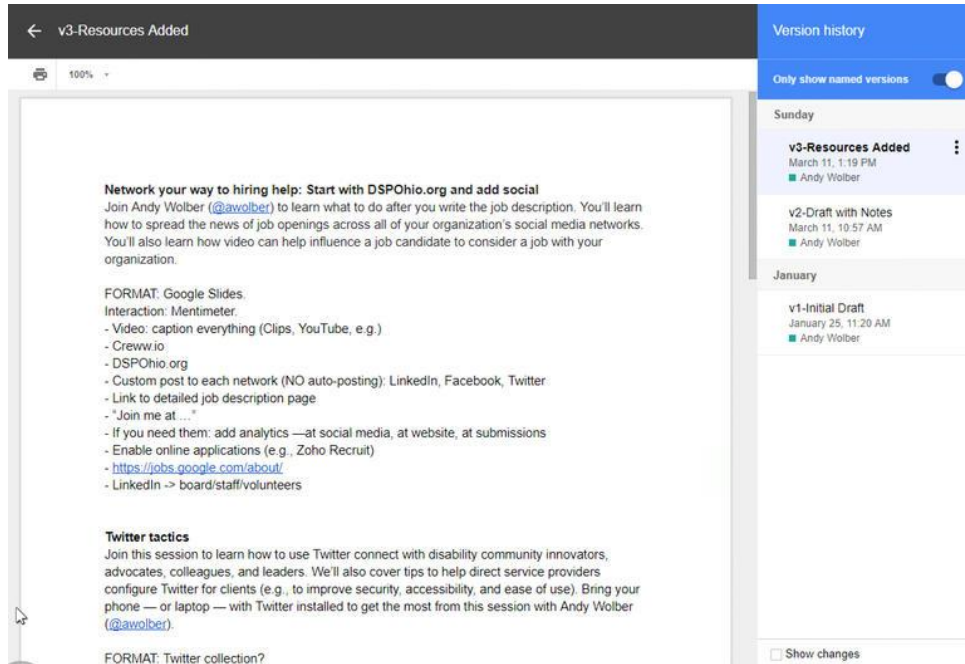 v3-Resources Added
100%
Network your way to hiring help: Start with DSPOhio.org and add social
Join Andy Wolber (@awolber) to learn what to do after you write the job description. You'll learn
how to spread the news of job openings across all of your organization's social media networks.
You'll also learn how video can help influence a job candidate to consider a job with your
organization.
FORMAT: Google Slides.
Interaction: Mentimeter.
- Video: caption everything (Clips, YouTube, e.g.)
- Creww.io
- DSPOhio.org
- Custom post to each network (NO auto-posting): LinkedIn, Facebook, Twitter
- Link to detailed job description page
- "Join me at ..."
- If you need them: add analytics —at social media, at website, at submissions
- Enable online applications (e.g., Zoho Recruit)
- https://jobs.google.com/about/
- LinkedIn -> board/staff/volunteers
Twitter tactics
Join this session to learn how to use Twitter connect with disability community innovators,
advocates, colleagues, and leaders. We'll also cover tips to help direct service providers
configure Twitter for clients (e.g., to improve security, accessibility, and ease of use). Bring your
phone — or laptop — with Twitter installed to get the most from this session with Andy Wolber
(@awolber).
FORMAT: Twitter collection?
Version history
Only show named versions
Sunday
v3-Resources Added
March 11, 1:19 PM
Andy Wolber
v2-Draft with Notes
March 11, 10:57 AM
Andy Wolber
January
v1-Initial Draft
January 25, 11:20 AM
Andy Wolber
Show changes